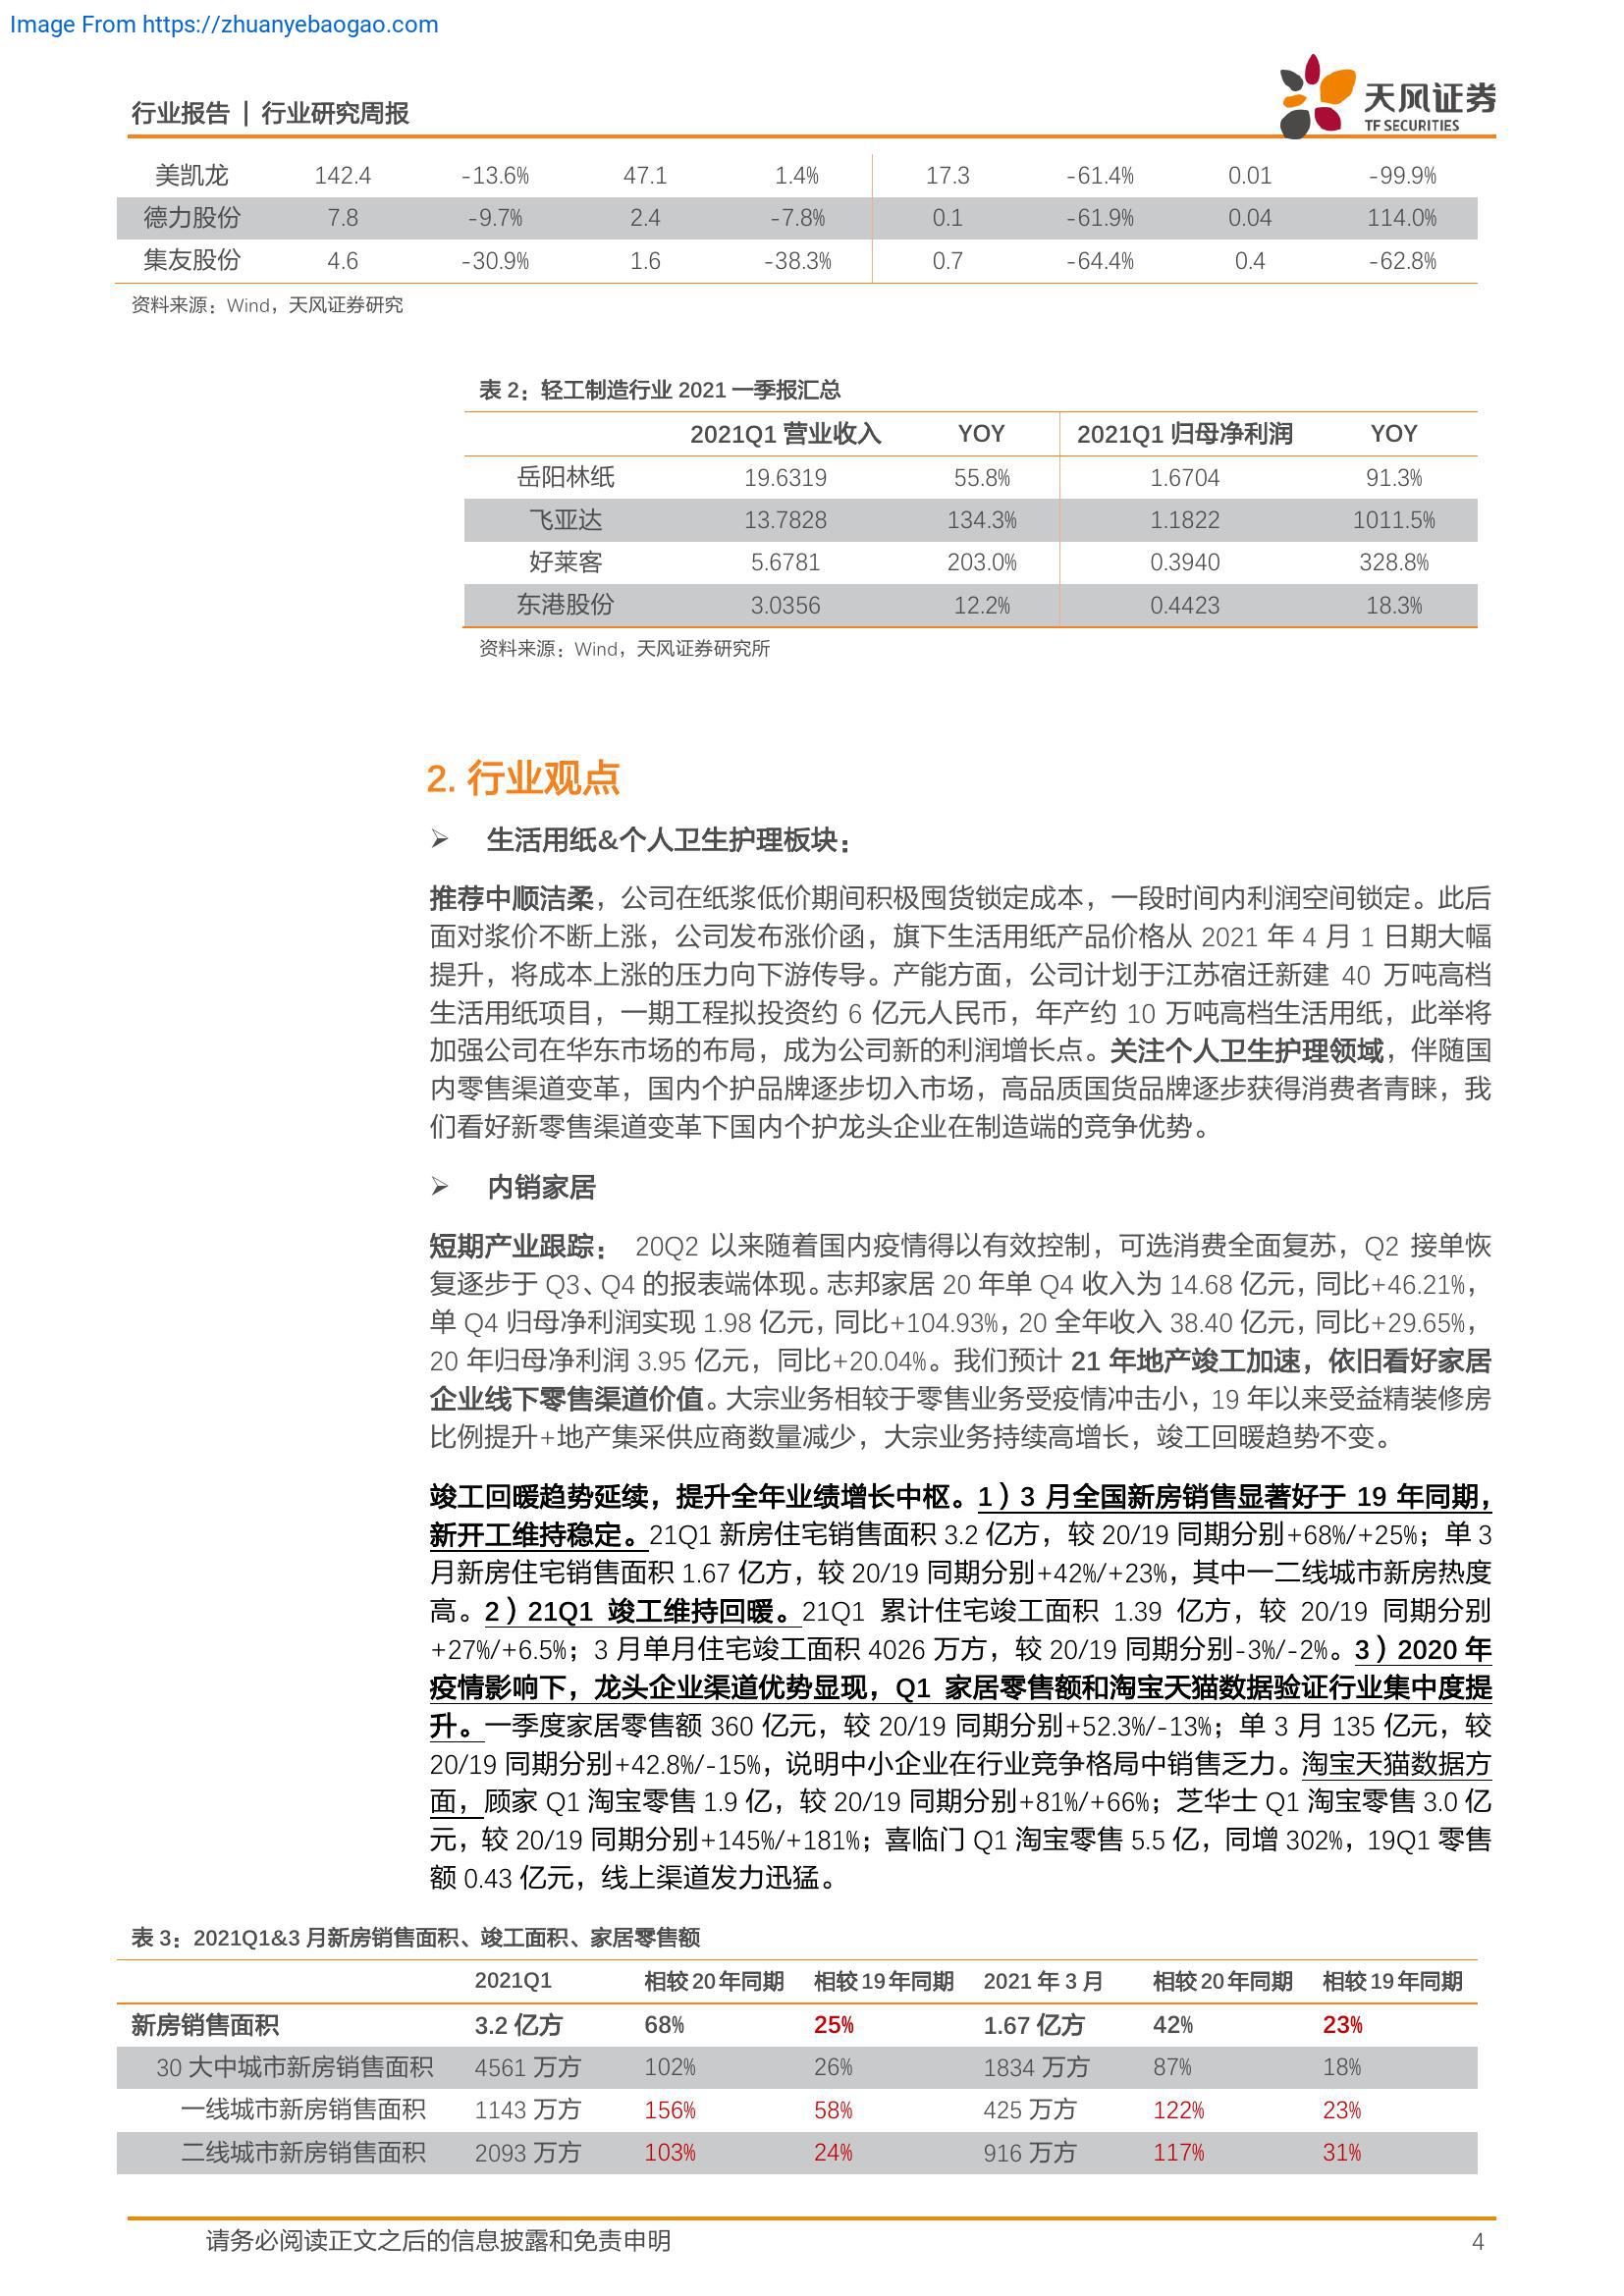 Image From https://zhuanyebaogao.com
行业报告 | 行业研究周报
天风证券
TF SECURITIES
美凯龙 142.4 -13.6% 47.1 1.4% 17.3 -61.4% 0.01 -99.9%
德力股份 7.8 -9.7% 2.4 -7.8% 0.1 -61.9% 0.04 114.0%
集友股份 4.6 -30.9% 1.6 -38.3% 0.7 -64.4% 0.4 -62.8%
资料来源：Wind，天风证券研究
表 2：轻工制造行业 2021 一季报汇总
2021Q1 营业收入 YOY 2021Q1 归母净利润 YOY
岳阳林纸 19.6319 55.8% 1.6704 91.3%
飞亚达 13.7828 134.3% 1.1822 1011.5%
好莱客 5.6781 203.0% 0.3940 328.8%
东港股份 3.0356 12.2% 0.4423 18.3%
资料来源：Wind，天风证券研究所
2. 行业观点
➢ 生活用纸&个人卫生护理板块：
推荐中顺洁柔，公司在纸浆低价期间积极囤货锁定成本，一段时间内利润空间锁定。此后
面对浆价不断上涨，公司发布涨价函，旗下生活用纸产品价格从 2021 年 4 月 1 日期大幅
提升，将成本上涨的压力向下游传导。产能方面，公司计划于江苏宿迁新建 40 万吨高档
生活用纸项目，一期工程拟投资约 6 亿元人民币，年产约 10 万吨高档生活用纸，此举将
加强公司在华东市场的布局，成为公司新的利润增长点。关注个人卫生护理领域，伴随国
内零售渠道变革，国内个护品牌逐步切入市场，高品质国货品牌逐步获得消费者青睐，我
们看好新零售渠道变革下国内个护龙头企业在制造端的竞争优势。
➢ 内销家居
短期产业跟踪： 20Q2 以来随着国内疫情得以有效控制，可选消费全面复苏，Q2 接单恢
复逐步于 Q3、Q4 的报表端体现。志邦家居 20 年单 Q4 收入为 14.68 亿元，同比+46.21%，
单 Q4 归母净利润实现 1.98 亿元，同比+104.93%，20 全年收入 38.40 亿元，同比+29.65%，
20 年归母净利润 3.95 亿元，同比+20.04%。我们预计 21 年地产竣工加速，依旧看好家居
企业线下零售渠道价值。大宗业务相较于零售业务受疫情冲击小，19 年以来受益精装修房
比例提升+地产集采供应商数量减少，大宗业务持续高增长，竣工回暖趋势不变。
竣工回暖趋势延续，提升全年业绩增长中枢。1）3 月全国新房销售显著好于 19 年同期，
新开工维持稳定。21Q1 新房住宅销售面积 3.2 亿方，较 20/19 同期分别+68%/+25%；单 3
月新房住宅销售面积 1.67 亿方，较 20/19 同期分别+42%/+23%，其中一二线城市新房热度
高。2）21Q1 竣工维持回暖。21Q1 累计住宅竣工面积 1.39 亿方，较 20/19 同期分别
+27%/+6.5%；3 月单月住宅竣工面积 4026 万方，较 20/19 同期分别-3%/-2%。3）2020 年
疫情影响下，龙头企业渠道优势显现，Q1 家居零售额和淘宝天猫数据验证行业集中度提
升。一季度家居零售额 360 亿元，较 20/19 同期分别+52.3%/-13%；单 3 月 135 亿元，较
20/19 同期分别+42.8%/-15%，说明中小企业在行业竞争格局中销售乏力。淘宝天猫数据方
面，顾家 Q1 淘宝零售 1.9 亿，较 20/19 同期分别+81%/+66%；芝华士 Q1 淘宝零售 3.0 亿
元，较 20/19 同期分别+145%/+181%；喜临门 Q1 淘宝零售 5.5 亿，同增 302%，19Q1 零售
额 0.43 亿元，线上渠道发力迅猛。
表 3：2021Q1&3 月新房销售面积、竣工面积、家居零售额
2021Q1 相较 20 年同期 相较 19 年同期 2021 年 3 月 相较 20 年同期 相较 19 年同期
新房销售面积 3.2 亿方 68% 25% 1.67 亿方 42% 23%
30 大中城市新房销售面积 4561 万方 102% 26% 1834 万方 87% 18%
一线城市新房销售面积 1143 万方 156% 58% 425 万方 122% 23%
二线城市新房销售面积 2093 万方 103% 24% 916 万方 117% 31%
请务必阅读正文之后的信息披露和免责申明 4